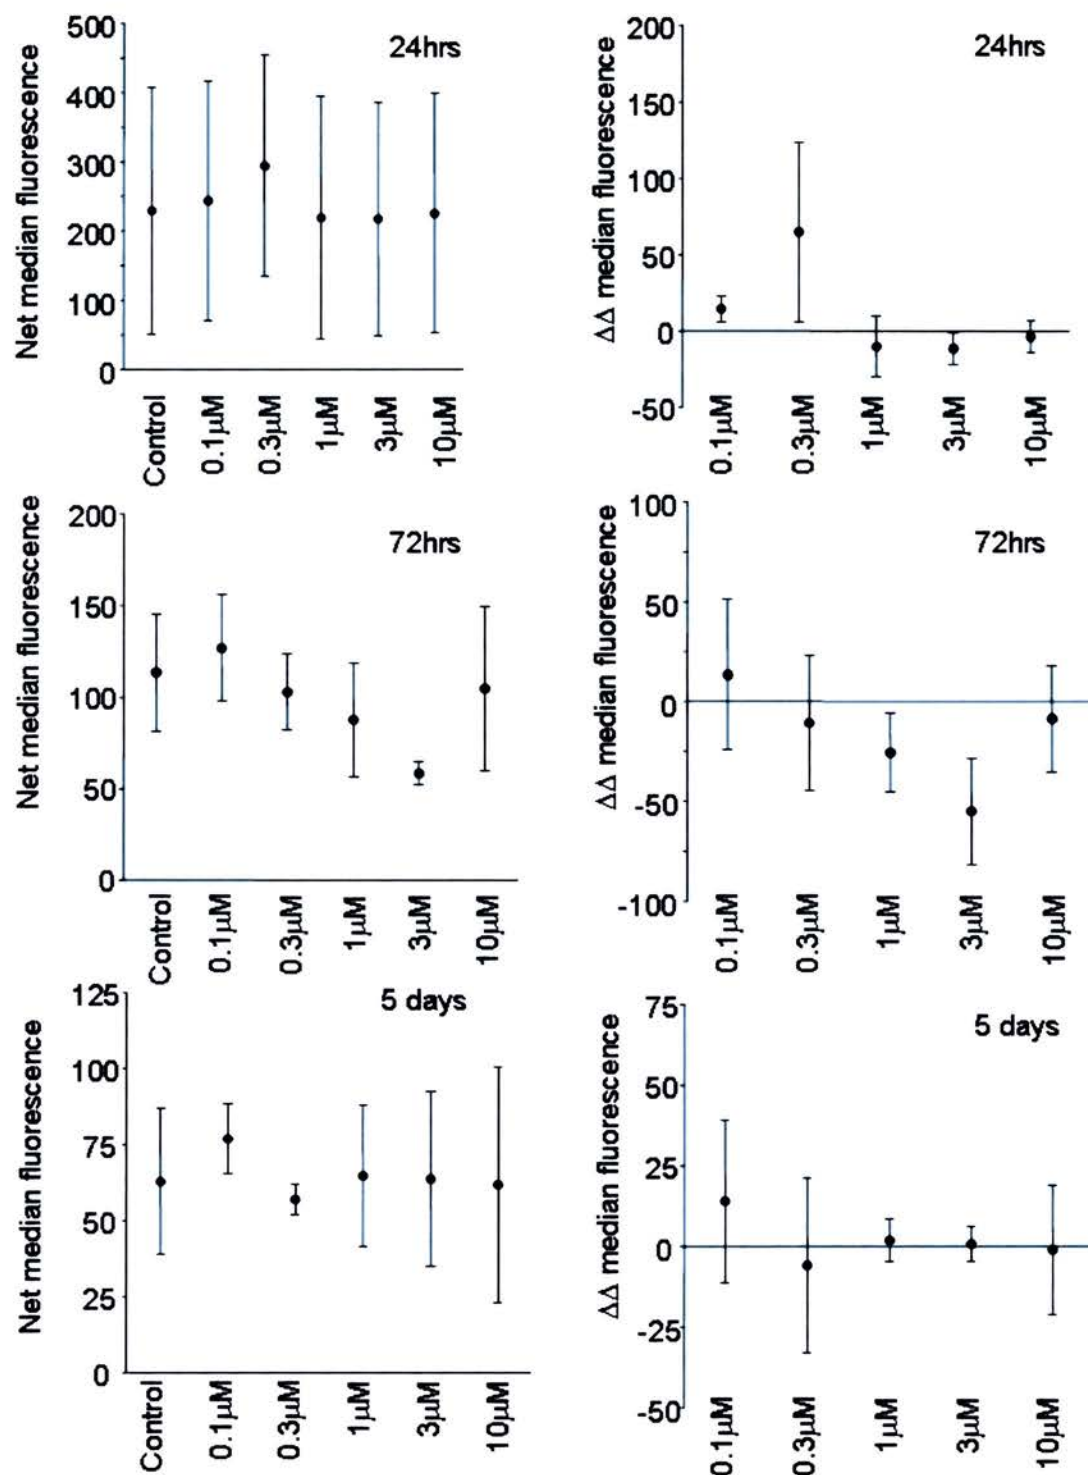 Net median fluorescence
500
400
300
200
100
0
24hrs
Control
0.1µM
0.3µM
1µM
3µM
10µM
ΔΔ median fluorescence
200
150
100
50
0
-50
24hrs
0.1µM
0.3µM
1µM
3µM
10µM
Net median fluorescence
200
150
100
50
0
72hrs
Control
0.1µM
0.3µM
1µM
3µM
10µM
ΔΔ median fluorescence
100
50
0
-50
-100
72hrs
0.1µM
0.3µM
1µM
3µM
10µM
Net median fluorescence
125
100
75
50
25
0
5 days
Control
0.1µM
0.3µM
1µM
3µM
10µM
ΔΔ median fluorescence
75
50
25
0
-25
-50
5 days
0.1µM
0.3µM
1µM
3µM
10µM